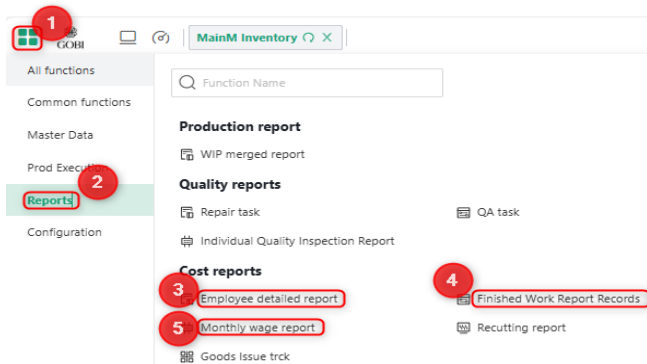 1
GOBI
MainM Inventory
All functions
Function Name
Common functions
Production report
Master Data
WIP merged report
Prod Execution
2
Quality reports
Reports
Repair task
QA task
Configuration
Individual Quality Inspection Report
Cost reports
3
4
Employee detailed report
Finished Work Report Records
5
Monthly wage report
Recutting report
Goods Issue trck